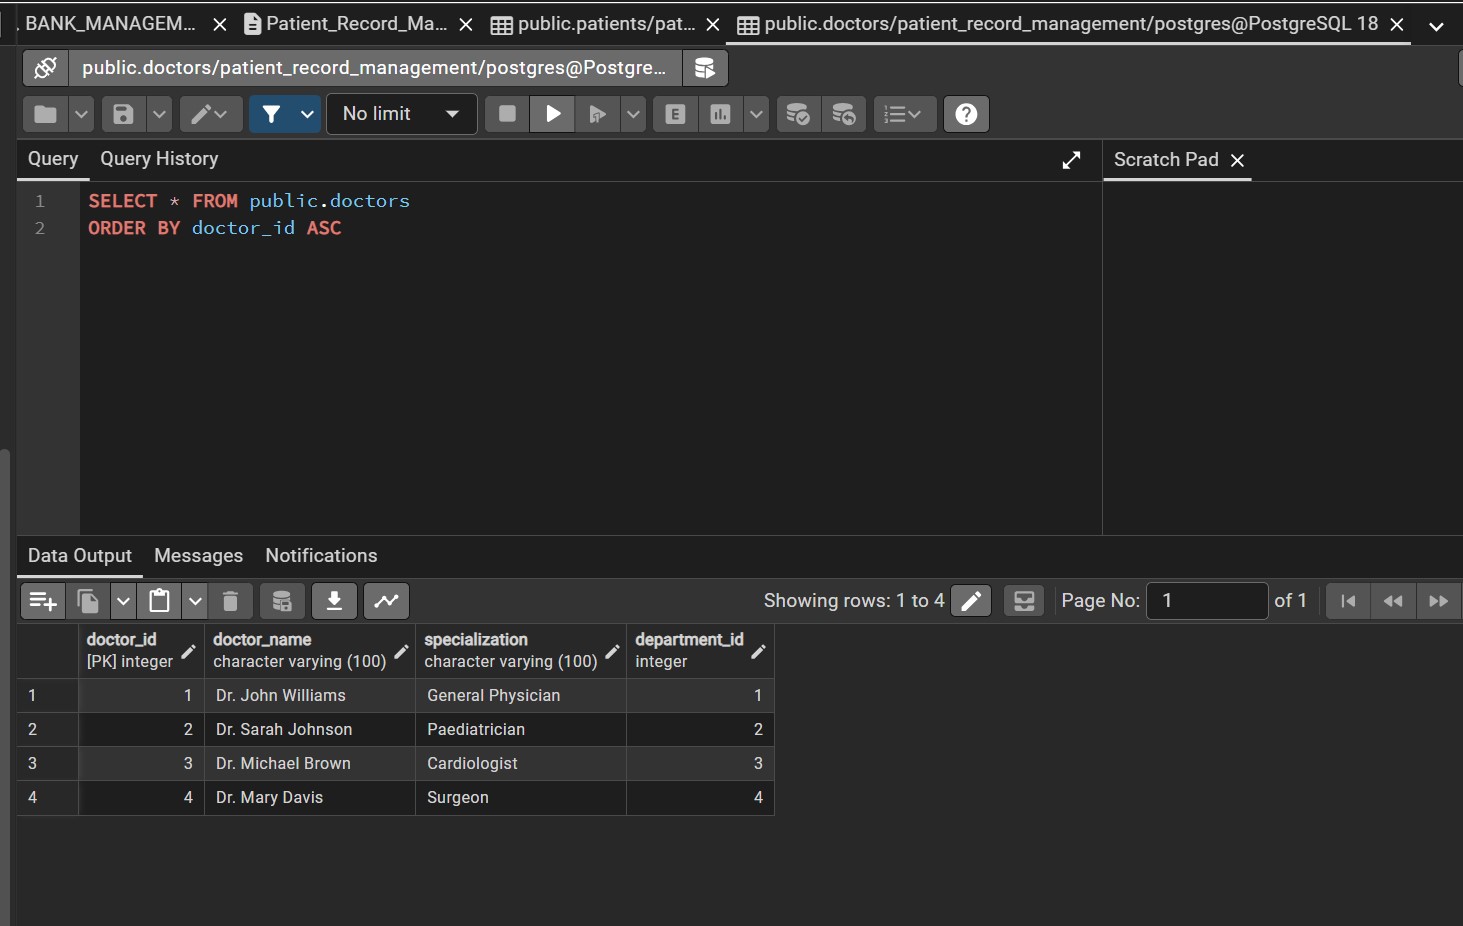 . BANK_MANAGEM...
Patient_Record_Ma...
public.patients/pat...
public.doctors/patient_record_management/postgres@PostgreSQL 18
public.doctors/patient_record_management/postgres@Postgre...
No limit
E
Query
Query History
Scratch Pad
1 SELECT * FROM public.doctors
2 ORDER BY doctor_id ASC
Data Output
Messages
Notifications
Showing rows: 1 to 4
Page No: 1 of 1
doctor_id doctor_name specialization department_id
[PK] integer character varying (100) character varying (100) integer
1 1 Dr. John Williams General Physician 1
2 2 Dr. Sarah Johnson Paediatrician 2
3 3 Dr. Michael Brown Cardiologist 3
4 4 Dr. Mary Davis Surgeon 4